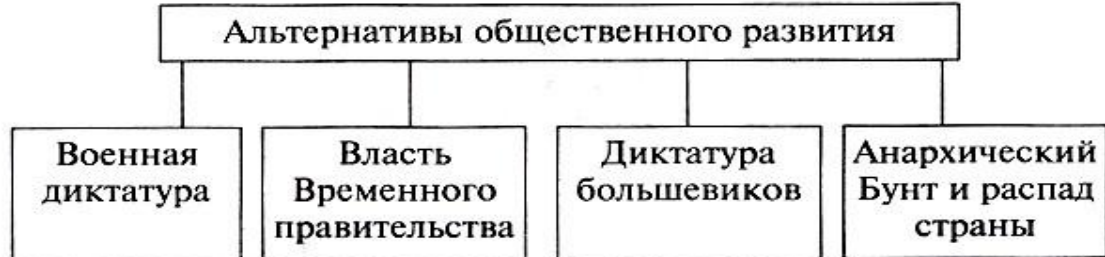 Альтернативы общественного развития
Военная
диктатура
Власть
Временного
правительства
Диктатура
большевиков
Анархический
Бунт и распад
страны